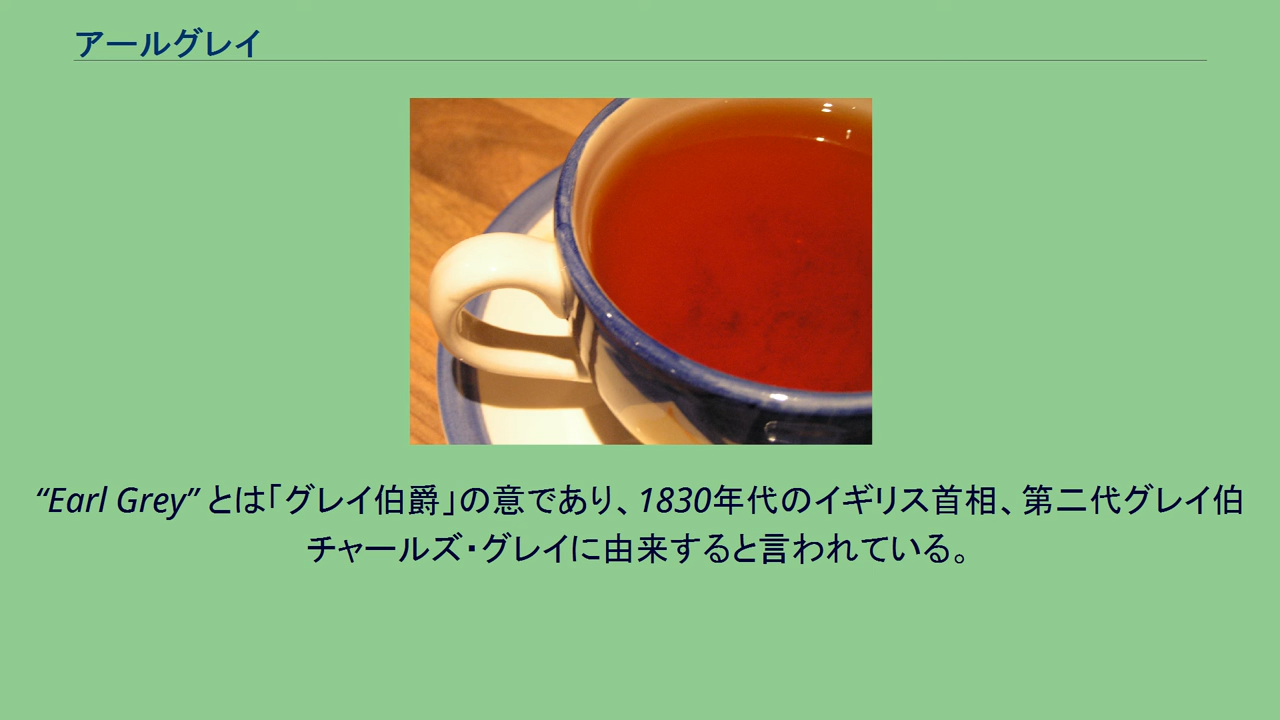 アールグレイ
“Earl Grey” とは「グレイ伯爵」の意であり、1830年代のイギリス首相、第二代グレイ伯
チャールズ・グレイに由来すると言われている。